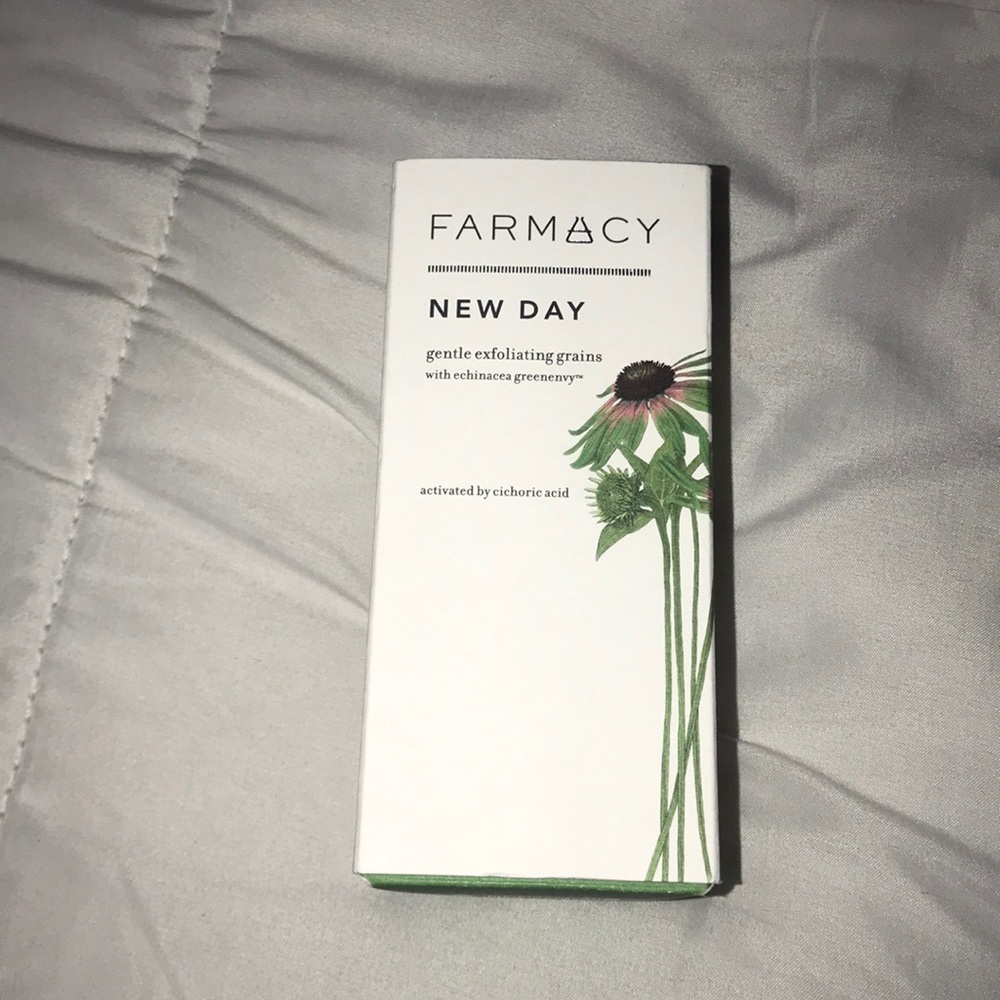 FARMACY
NEW DAY
gentle exfoliating grains
with echinacea greenenvy™
activated by cichoric acid